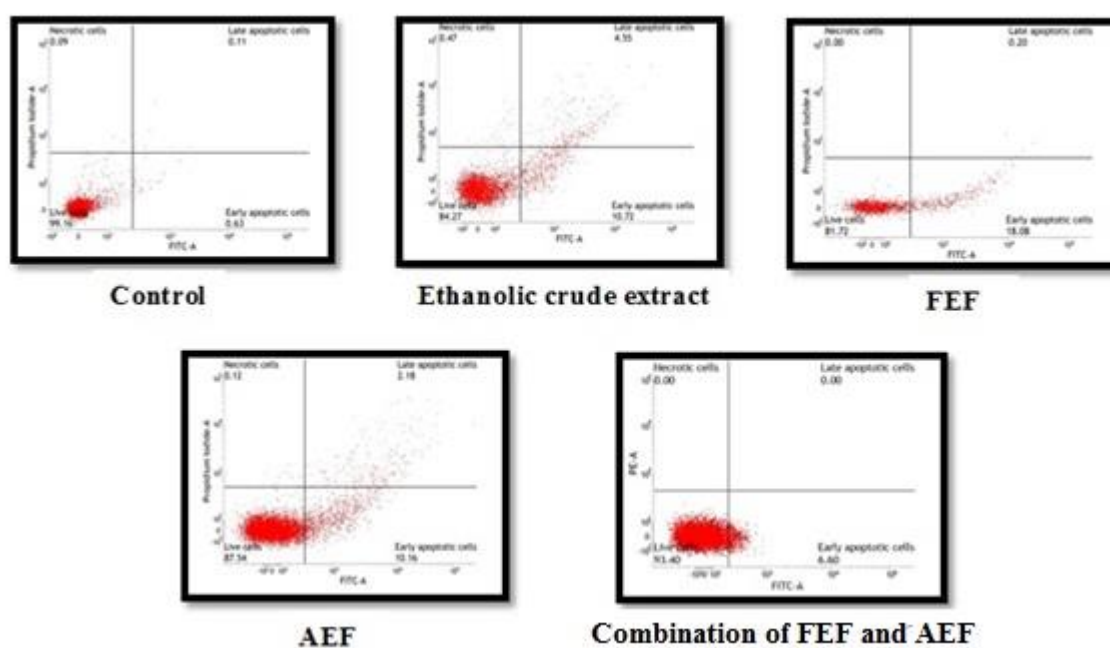 Necrotic cells Late apoptotic cells
0.09 0.11
Propidium Iodide-A
Live cells Early apoptotic cells
99.16 0.63
FITC-A
Control
Necrotic cells Late apoptotic cells
0.47 4.55
Propidium Iodide-A
Live cells Early apoptotic cells
84.27 10.72
FITC-A
Ethanolic crude extract
Necrotic cells Late apoptotic cells
0.00 0.20
Propidium Iodide-A
Live cells Early apoptotic cells
81.72 18.08
FITC-A
FEF
Necrotic cells Late apoptotic cells
0.12 2.18
Propidium Iodide-A
Live cells Early apoptotic cells
87.54 10.16
FITC-A
AEF
Necrotic cells Late apoptotic cells
0.00 0.00
PE-A
Live cells Early apoptotic cells
93.40 6.60
FITC-A
Combination of FEF and AEF